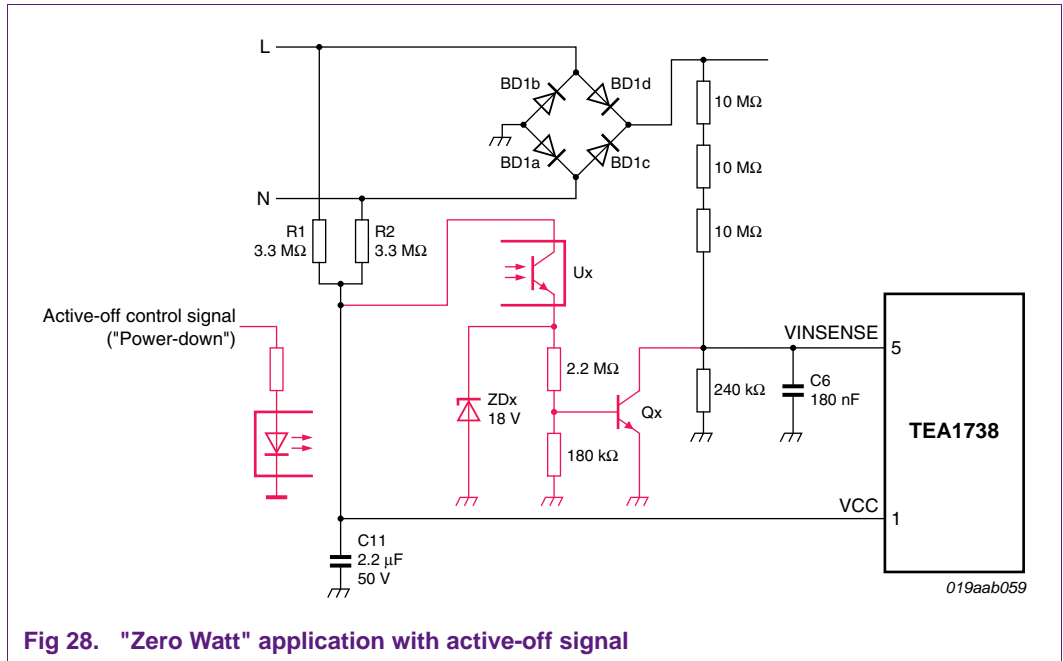 L
BD1b
BD1d
10 MΩ
BD1a
BD1c
10 MΩ
N
10 MΩ
R1
3.3 MΩ
R2
3.3 MΩ
Ux
Active-off control signal
("Power-down")
VINSENSE
5
2.2 MΩ
ZDx
18 V
Qx
240 kΩ
C6
180 nF
TEA1738
180 kΩ
VCC
1
C11
2.2 μF
50 V
019aab059
Fig 28. "Zero Watt" application with active-off signal